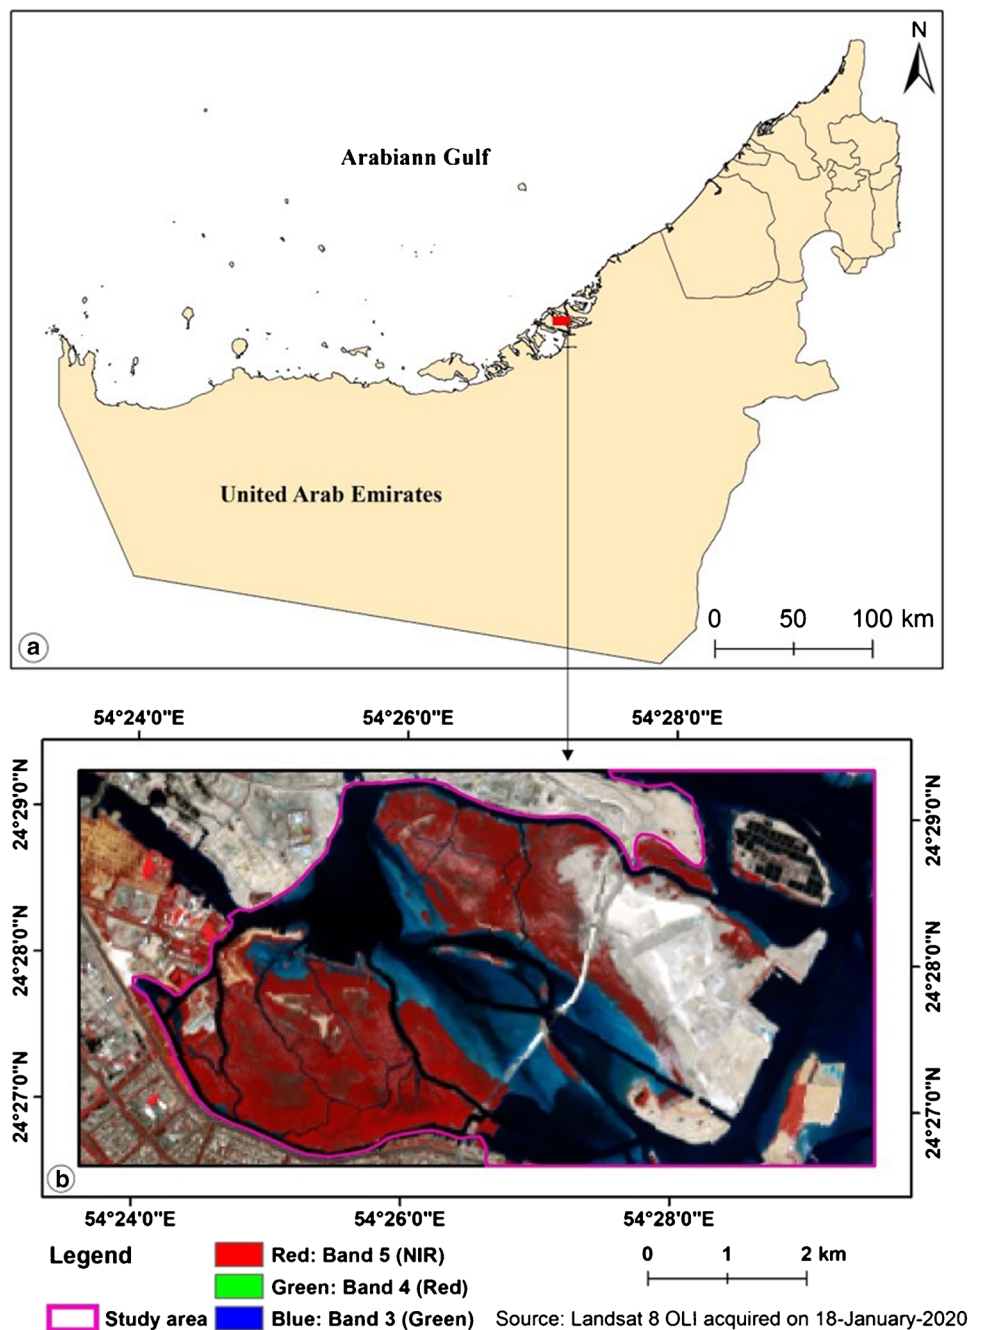 N
Arabiann Gulf
United Arab Emirates
0 50 100 km
a
54°24'0"E 54°26'0"E 54°28'0"E
24°29'0"N
24°28'0"N
24°27'0"N
24°29'0"N
24°28'0"N
24°27'0"N
b
54°24'0"E 54°26'0"E 54°28'0"E
Legend
Red: Band 5 (NIR)
Green: Band 4 (Red)
Study area
Blue: Band 3 (Green)
0 1 2 km
Source: Landsat 8 OLI acquired on 18-January-2020